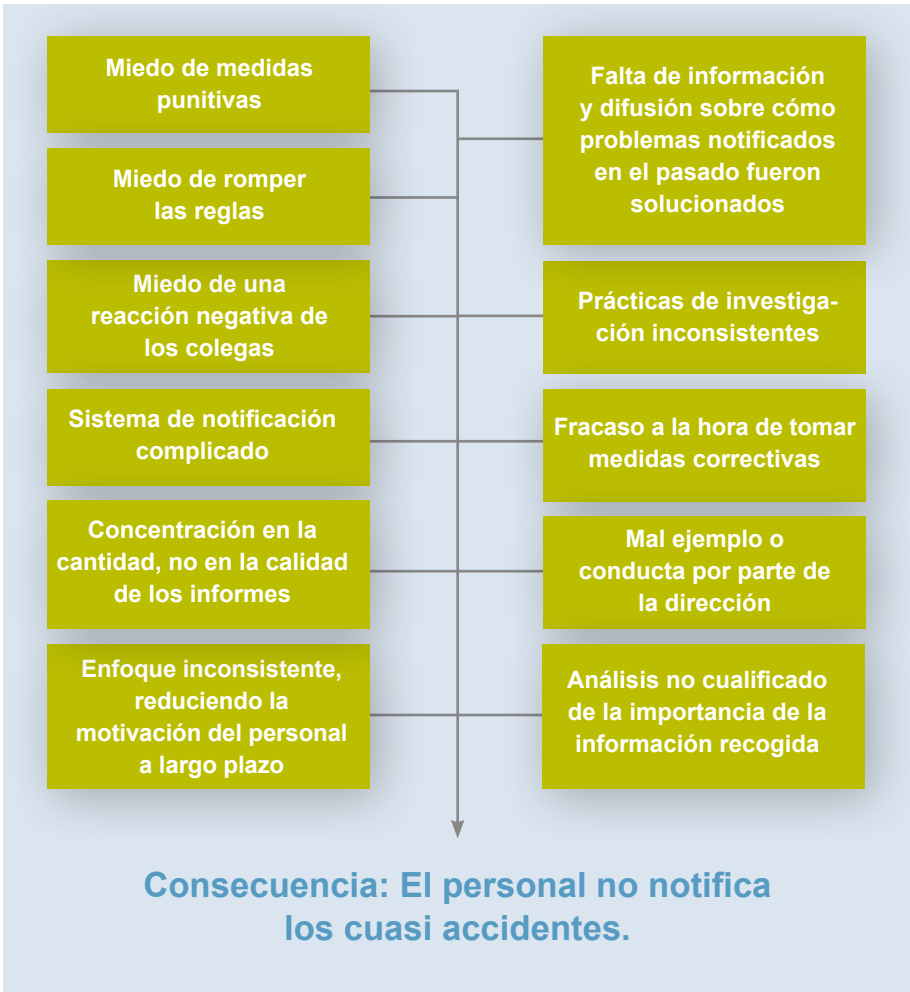 Miedo de medidas
punitivas
Miedo de romper
las reglas
Miedo de una
reacción negativa de
los colegas
Sistema de notificación
complicado
Concentración en la
cantidad, no en la calidad
de los informes
Enfoque inconsistente,
reduciendo la
motivación del personal
a largo plazo
Falta de información
y difusión sobre cómo
problemas notificados
en el pasado fueron
solucionados
Prácticas de investiga-
ción inconsistentes
Fracaso a la hora de tomar
medidas correctivas
Mal ejemplo o
conducta por parte de
la dirección
Análisis no cualificado
de la importancia de la
información recogida
Consecuencia: El personal no notifica
los cuasi accidentes.